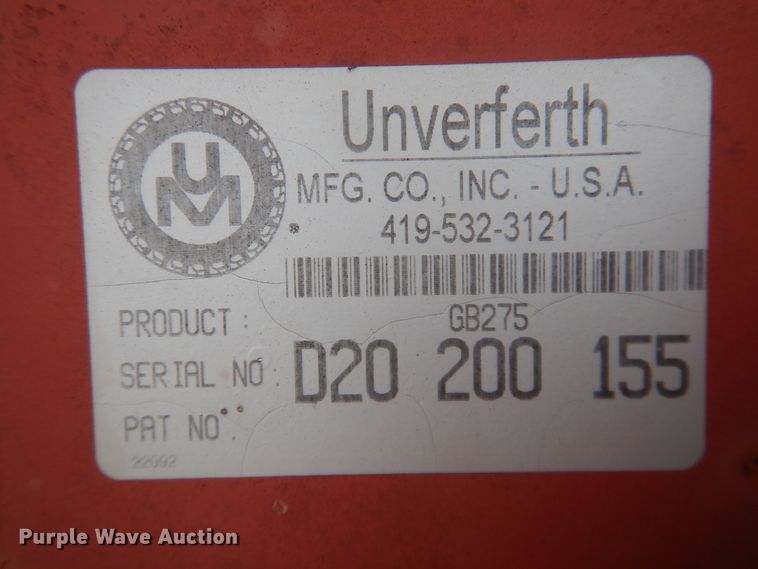 UM
Unverferth
MFG. CO., INC. - U.S.A.
419-532-3121
PRODUCT : GB275
SERIAL NO : D20 200 155
PAT NO .
22092
Purple Wave Auction